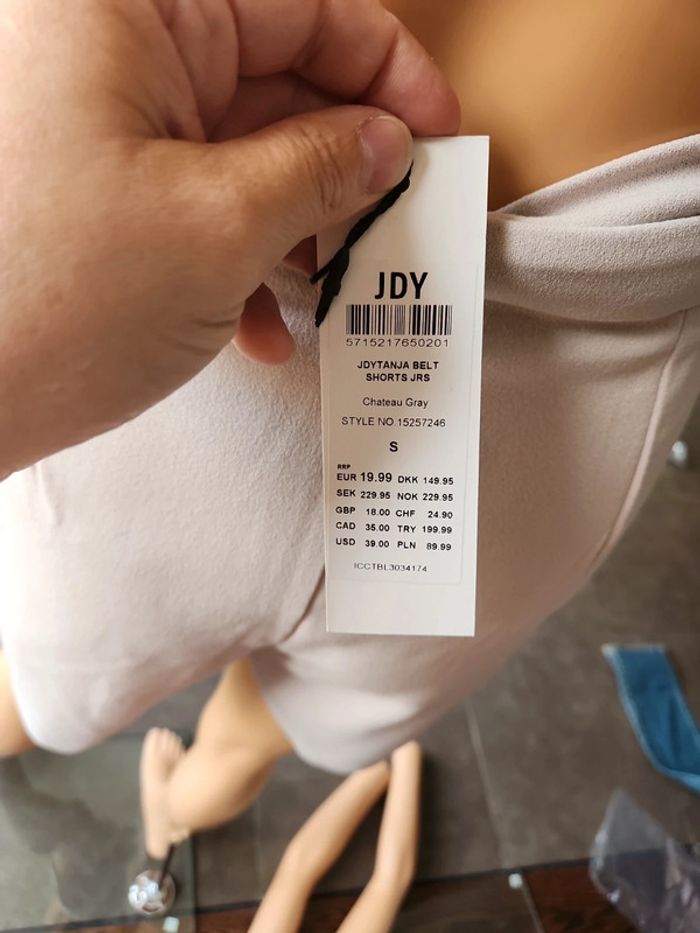 JDY
5715217650201
JDYTANJA BELT
SHORTS JRS
Chateau Gray
STYLE NO.15257246
S
RRP
EUR 19.99 DKK 149.95
SEK 229.95 NOK 229.95
GBP 18.00 CHF 24.90
CAD 35.00 TRY 199.99
USD 39.00 PLN 89.99
ICCTBL3034174